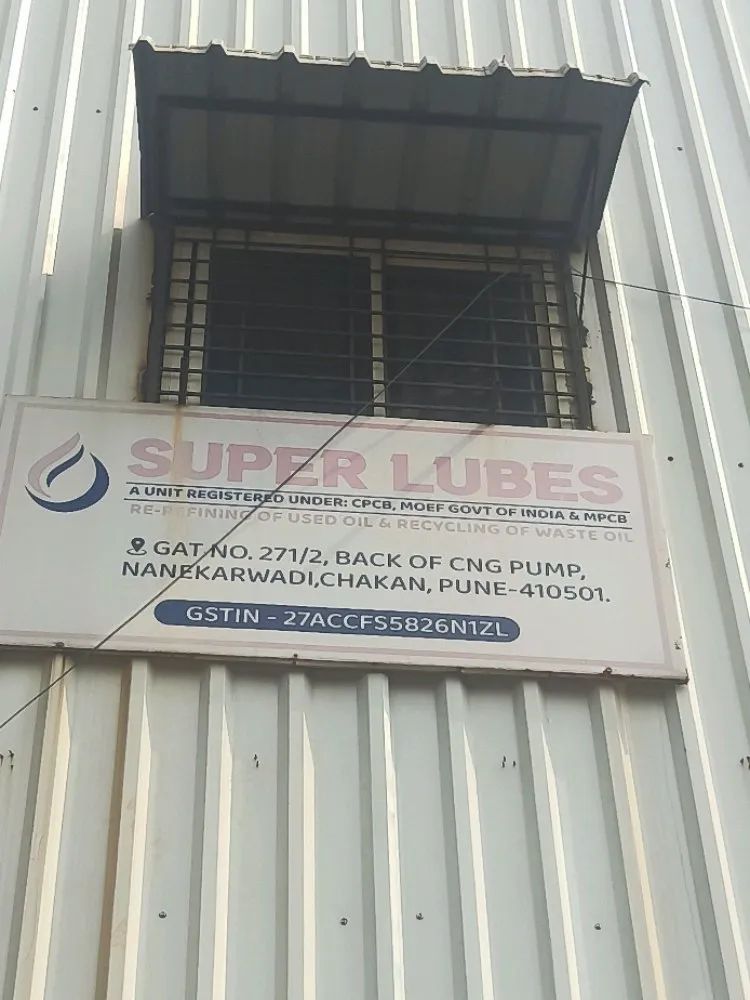 SUPER LUBES
A UNIT REGISTERED UNDER: CPCB, MOEF GOVT OF INDIA & MPCB
RE-REFINING OF USED OIL & RECYCLING OF WASTE OIL
GAT NO. 271/2, BACK OF CNG PUMP,
NANEKARWADI,CHAKAN, PUNE-410501.
GSTIN - 27ACCFS5826N1ZL